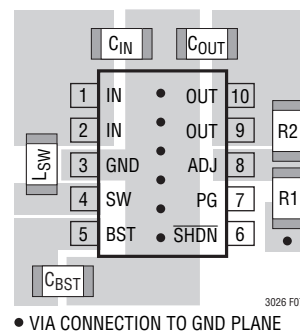 CIN COUT
1 IN OUT 10
2 IN OUT 9
3 GND ADJ 8
4 SW PG 7
5 BST SHDN 6
LSW
R2
R1
CBST
3026 F0
• VIA CONNECTION TO GND PLANE